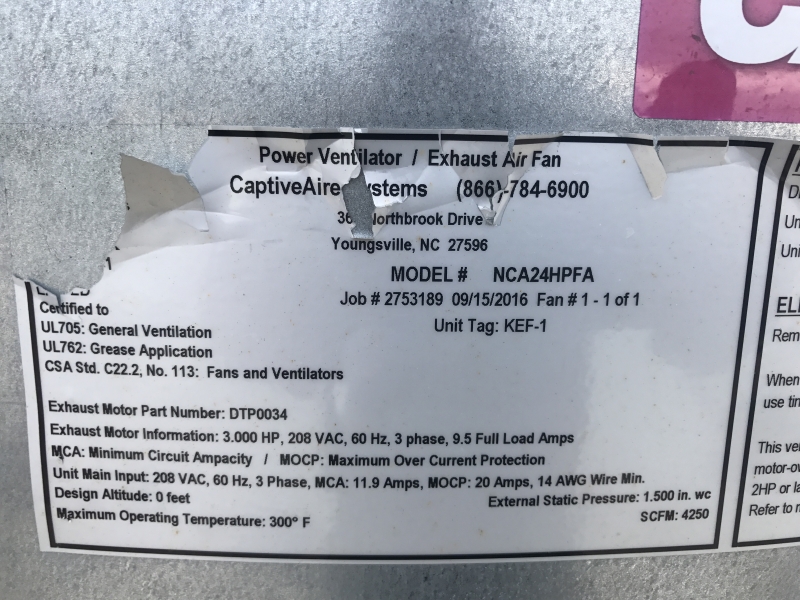 Power Ventilator / Exhaust Air Fan
CaptiveAire Systems (866)-784-6900
Northbrook Drive
Youngsville, NC 27596
MODEL # NCA24HPFA
Job # 2753189 09/15/2016 Fan # 1 - 1 of 1
Unit Tag: KEF-1
Certified to
UL705: General Ventilation
UL762: Grease Application
CSA Std. C22.2, No. 113: Fans and Ventilators
Exhaust Motor Part Number: DTP0034
Exhaust Motor Information: 3.000 HP, 208 VAC, 60 Hz, 3 phase, 9.5 Full Load Amps
MCA: Minimum Circuit Ampacity / MOCP: Maximum Over Current Protection
Unit Main Input: 208 VAC, 60 Hz, 3 Phase, MCA: 11.9 Amps, MOCP: 20 Amps, 14 AWG Wire Min.
Design Altitude: 0 feet
External Static Pressure: 1.500 in. wc
Maximum Operating Temperature: 300° F
SCFM: 4250
When
use
This
2HP or
Refer to